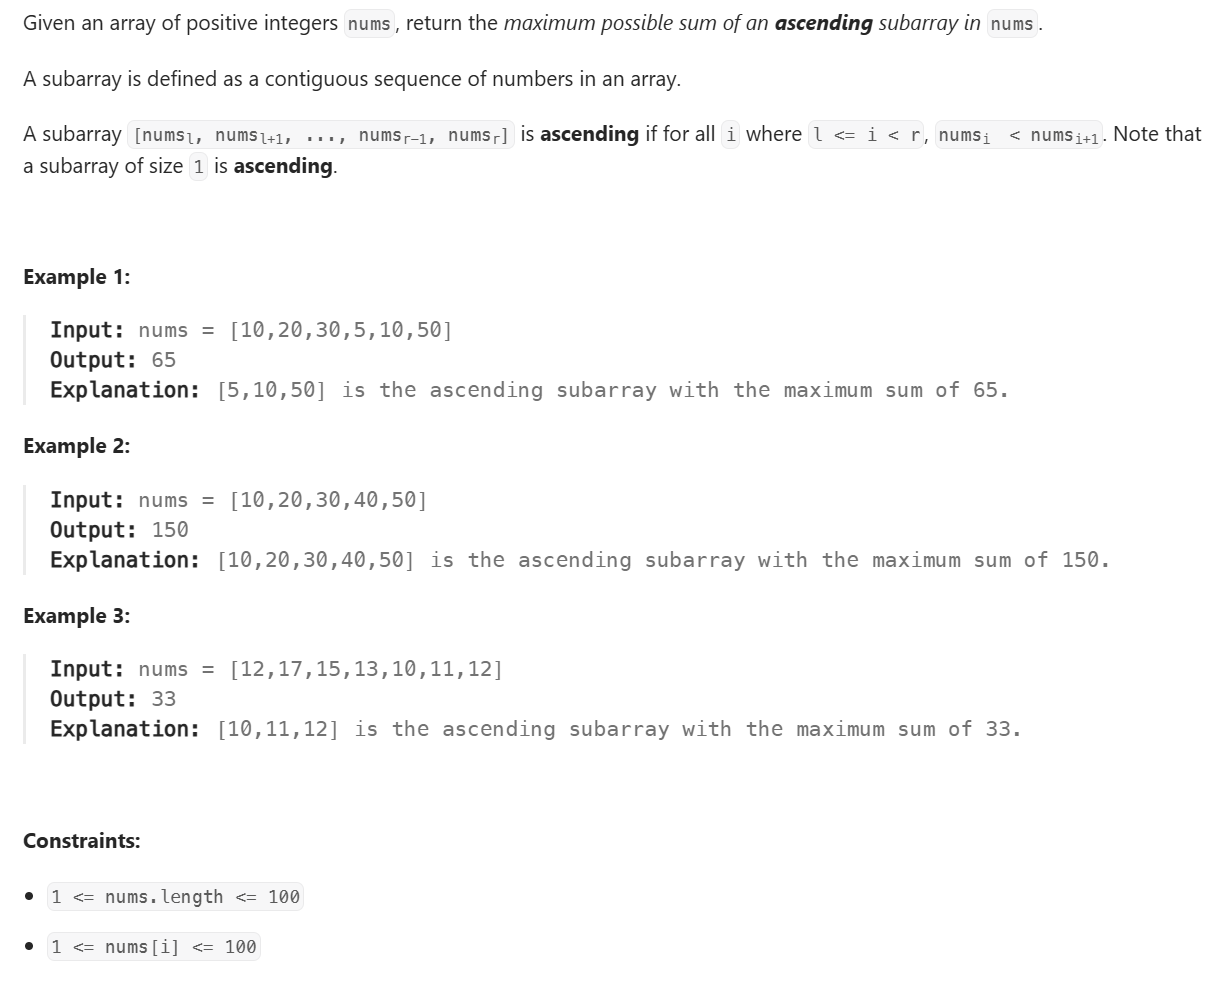 Given an array of positive integers nums, return the maximum possible sum of an ascending subarray in nums.
A subarray is defined as a contiguous sequence of numbers in an array.
A subarray [numsl, numsl+1, ..., numsr-1, numsr] is ascending if for all i where l <= i < r, numsi < numsi+1. Note that
a subarray of size 1 is ascending.
Example 1:
Input: nums = [10,20,30,5,10,50]
Output: 65
Explanation: [5,10,50] is the ascending subarray with the maximum sum of 65.
Example 2:
Input: nums = [10,20,30,40,50]
Output: 150
Explanation: [10,20,30,40,50] is the ascending subarray with the maximum sum of 150.
Example 3:
Input: nums = [12,17,15,13,10,11,12]
Output: 33
Explanation: [10,11,12] is the ascending subarray with the maximum sum of 33.
Constraints:
• 1 <= nums.length <= 100
• 1 <= nums[i] <= 100